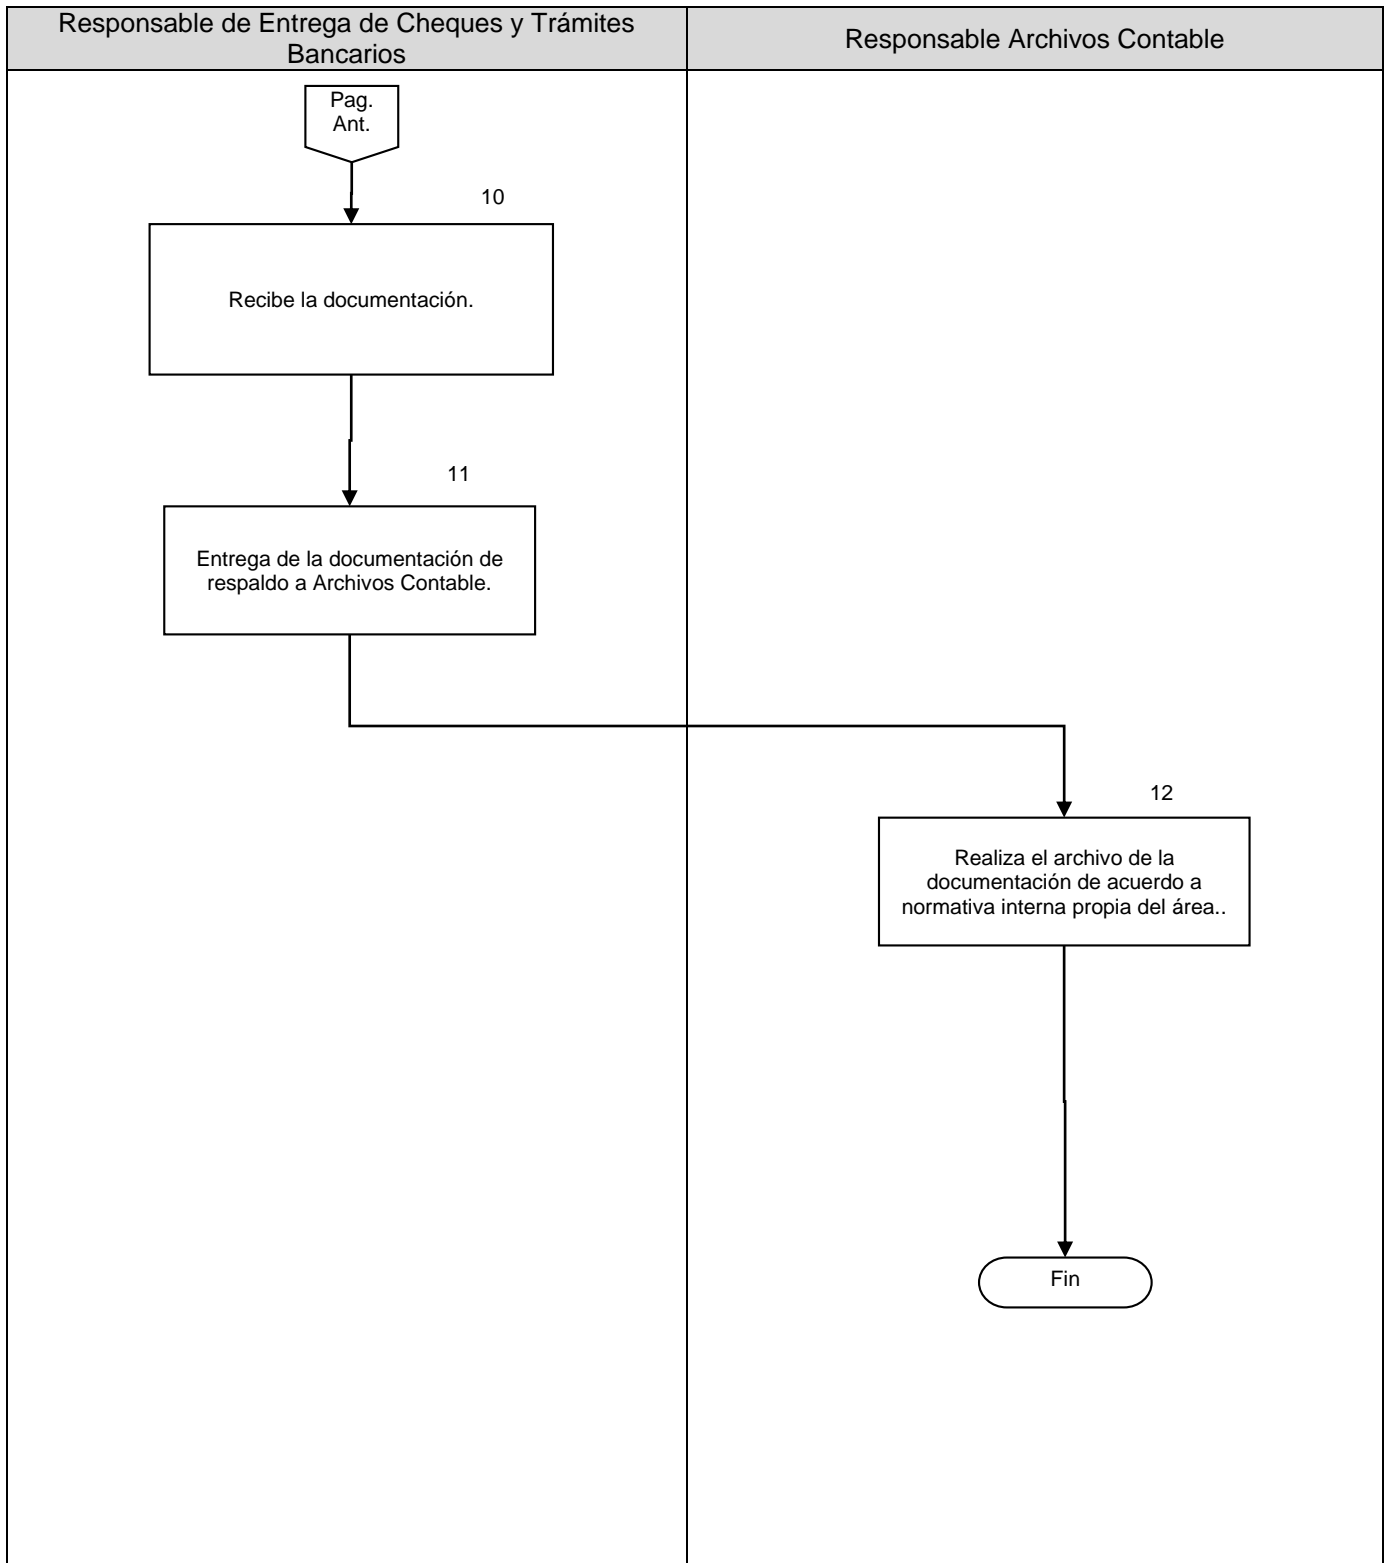 Responsable de Entrega de Cheques y Trámites
Bancarios
Responsable Archivos Contable
Pag.
Ant.
10
Recibe la documentación.
11
Entrega de la documentación de
respaldo a Archivos Contable.
12
Realiza el archivo de la
documentación de acuerdo a
normativa interna propia del área..
Fin